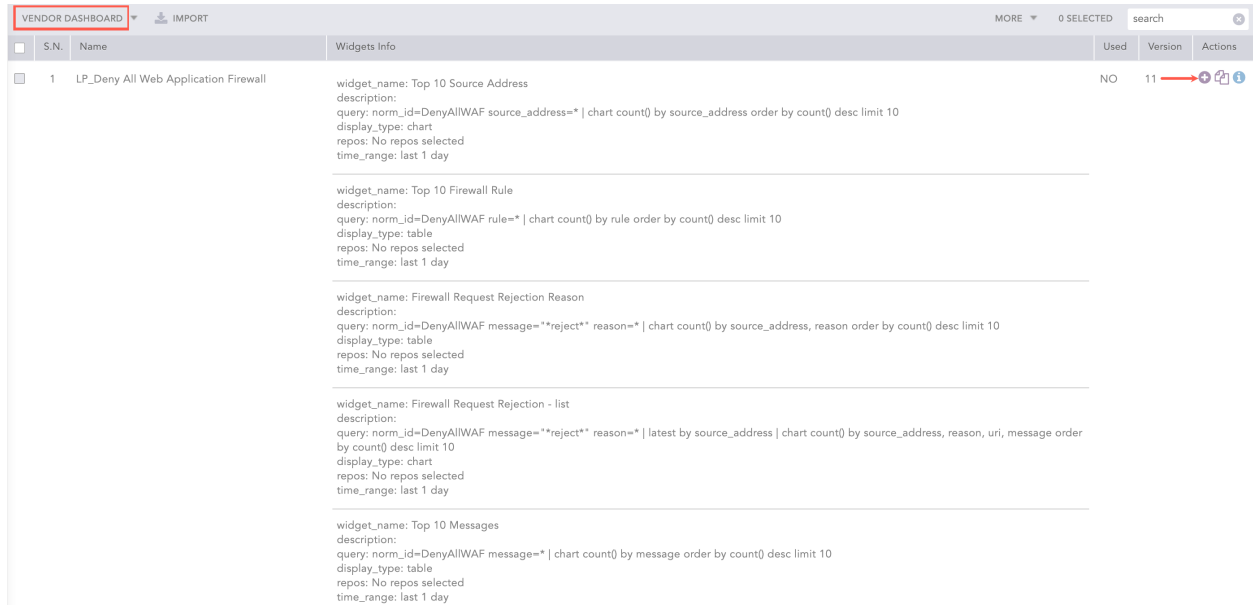 VENDOR DASHBOARD IMPORT MORE 0 SELECTED search
S.N. Name Widgets Info Used Version Actions
1 LP_Deny All Web Application Firewall NO 11
widget_name: Top 10 Source Address
description:
query: norm_id=DenyAllWAF source_address=* | chart count() by source_address order by count() desc limit 10
display_type: chart
repos: No repos selected
time_range: last 1 day
widget_name: Top 10 Firewall Rule
description:
query: norm_id=DenyAllWAF rule=* | chart count() by rule order by count() desc limit 10
display_type: table
repos: No repos selected
time_range: last 1 day
widget_name: Firewall Request Rejection Reason
description:
query: norm_id=DenyAllWAF message="*reject*" reason=* | chart count() by source_address, reason order by count() desc limit 10
display_type: table
repos: No repos selected
time_range: last 1 day
widget_name: Firewall Request Rejection - list
description:
query: norm_id=DenyAllWAF message="*reject*" reason=* | latest by source_address | chart count() by source_address, reason, uri, message order
by count() desc limit 10
display_type: chart
repos: No repos selected
time_range: last 1 day
widget_name: Top 10 Messages
description:
query: norm_id=DenyAllWAF message=* | chart count() by message order by count() desc limit 10
display_type: table
repos: No repos selected
time_range: last 1 day